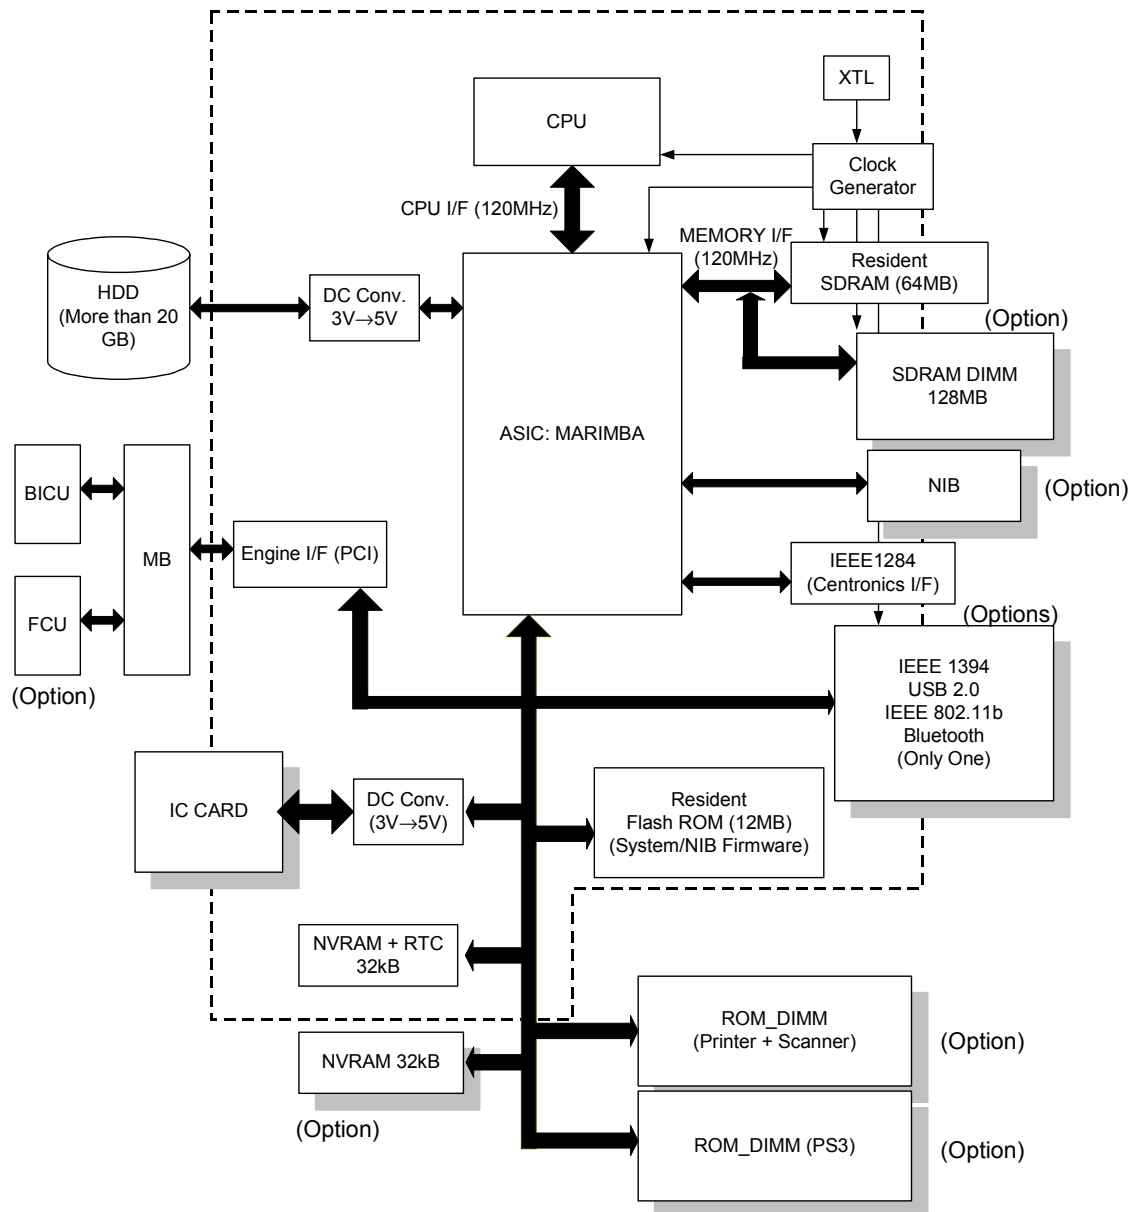 XTL
CPU
Clock
Generator
CPU I/F (120MHz)
MEMORY I/F
(120MHz)
Resident
SDRAM (64MB)
HDD
(More than 20
GB)
DC Conv.
3V→5V
(Option)
SDRAM DIMM
128MB
ASIC: MARIMBA
BICU
MB
NIB
(Option)
Engine I/F (PCI)
IEEE1284
(Centronics I/F)
FCU
(Option)
(Options)
IEEE 1394
USB 2.0
IEEE 802.11b
Bluetooth
(Only One)
IC CARD
DC Conv.
(3V→5V)
Resident
Flash ROM (12MB)
(System/NIB Firmware)
NVRAM + RTC
32kB
ROM_DIMM
(Printer + Scanner)
(Option)
NVRAM 32kB
(Option)
ROM_DIMM (PS3)
(Option)